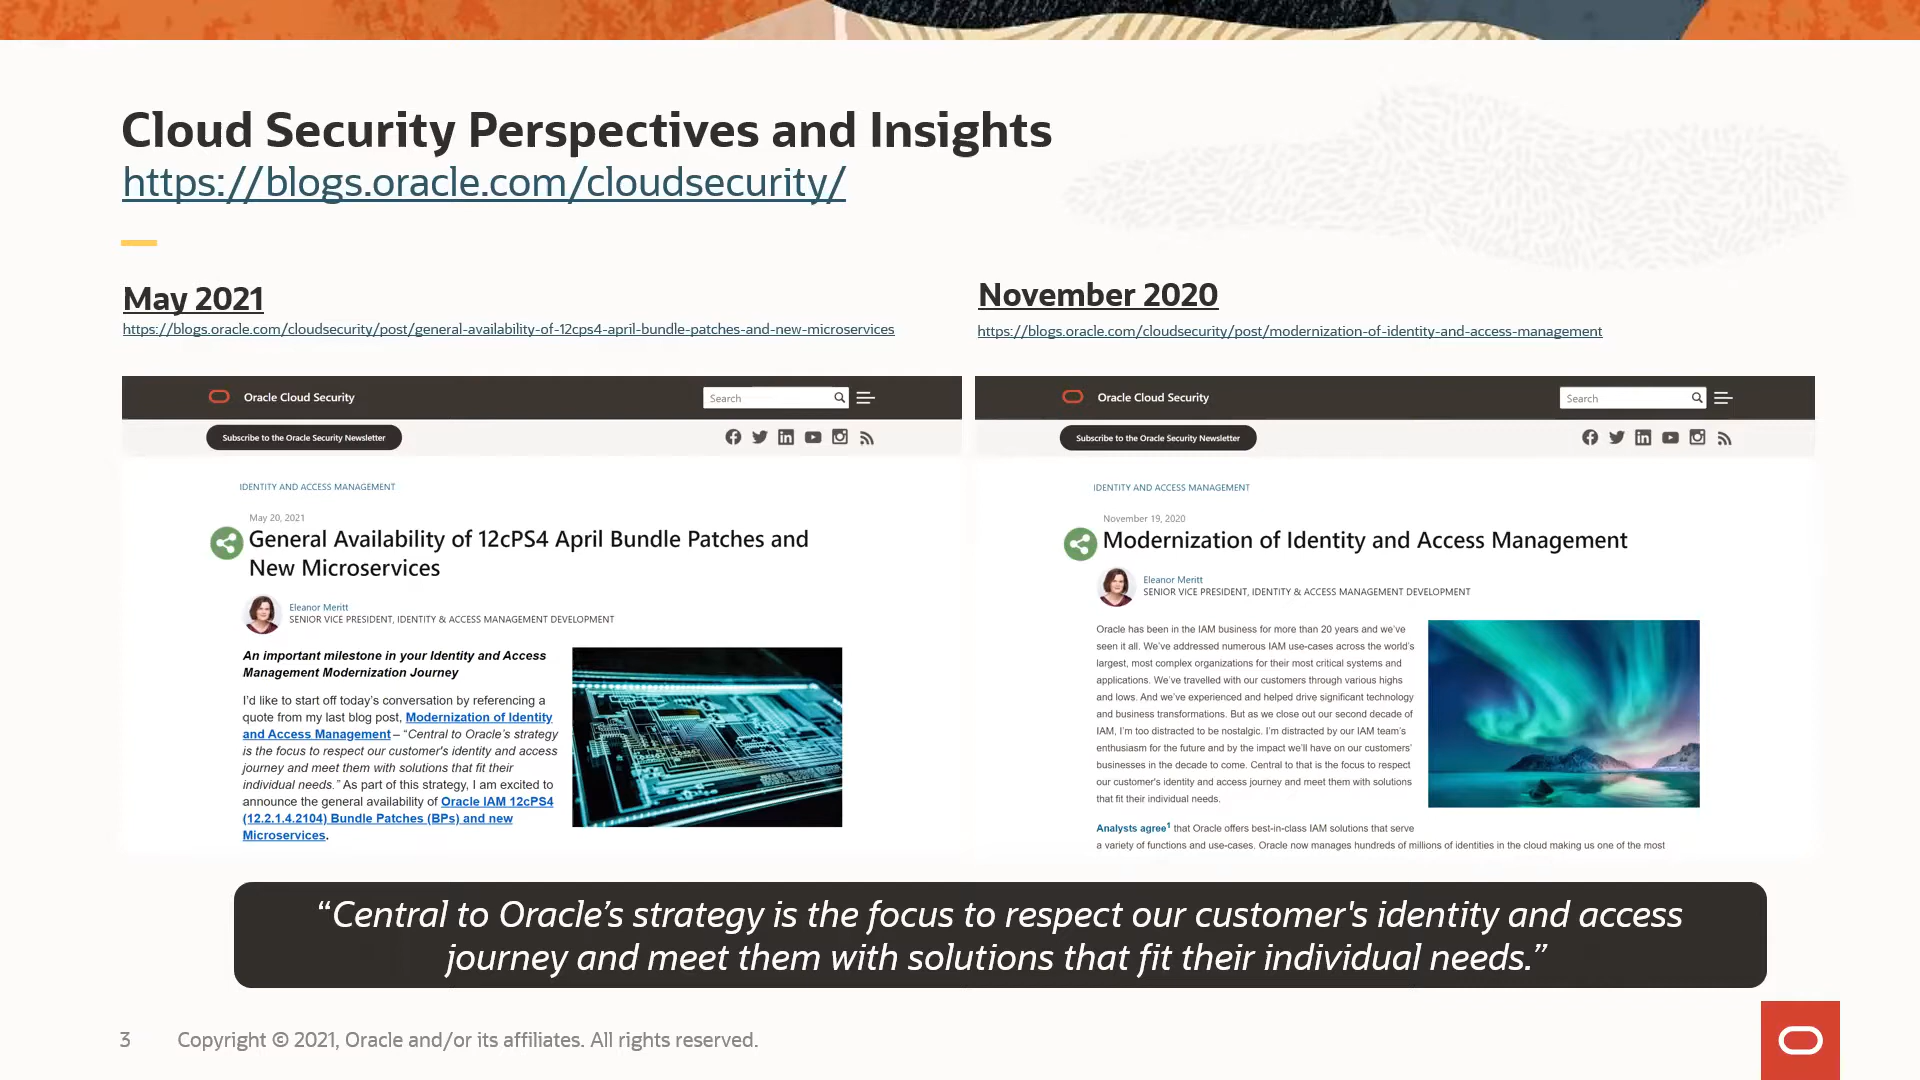 Cloud Security Perspectives and Insights
https://blogs.oracle.com/cloudsecurity/
May 2021
https://blogs.oracle.com/cloudsecurity/post/general-availability-of-12cps4-april-bundle-patches-and-new-microservices
Oracle Cloud Security
Search
Subscribe to the Oracle Security Newsletter
IDENTITY AND ACCESS MANAGEMENT
May 20, 2021
General Availability of 12cPS4 April Bundle Patches and
New Microservices
Eleanor Meritt
SENIOR VICE PRESIDENT, IDENTITY & ACCESS MANAGEMENT DEVELOPMENT
An important milestone in your Identity and Access
Management Modernization Journey
I'd like to start off today's conversation by referencing a
quote from my last blog post, Modernization of Identity
and Access Management – “Central to Oracle's strategy
is the focus to respect our customer's identity and access
journey and meet them with solutions that fit their
individual needs.” As part of this strategy, I am excited to
announce the general availability of Oracle IAM 12cPS4
(12.2.1.4.2104) Bundle Patches (BPs) and new
Microservices.
November 2020
https://blogs.oracle.com/cloudsecurity/post/modernization-of-identity-and-access-management
Oracle Cloud Security
Search
Subscribe to the Oracle Security Newsletter
IDENTITY AND ACCESS MANAGEMENT
November 19, 2020
Modernization of Identity and Access Management
Eleanor Meritt
SENIOR VICE PRESIDENT, IDENTITY & ACCESS MANAGEMENT DEVELOPMENT
Oracle has been in the IAM business for more than 20 years and we've
seen it all. We've addressed numerous IAM use-cases across the world's
largest, most complex organizations for their most critical systems and
applications. We've travelled with our customers through various highs
and lows. And we've experienced and helped drive significant technology
and business transformations. But as we close out our second decade of
IAM, I'm too distracted to be nostalgic. I'm distracted by our IAM team's
enthusiasm for the future and by the impact we'll have on our customers'
businesses in the decade to come. Central to that is the focus to respect
our customer's identity and access journey and meet them with solutions
that fit their individual needs.
Analysts agree¹ that Oracle offers best-in-class IAM solutions that serve
a variety of functions and use-cases. Oracle now manages hundreds of millions of identities in the cloud making us one of the most
“Central to Oracle’s strategy is the focus to respect our customer's identity and access
journey and meet them with solutions that fit their individual needs.”
3 Copyright © 2021, Oracle and/or its affiliates. All rights reserved.